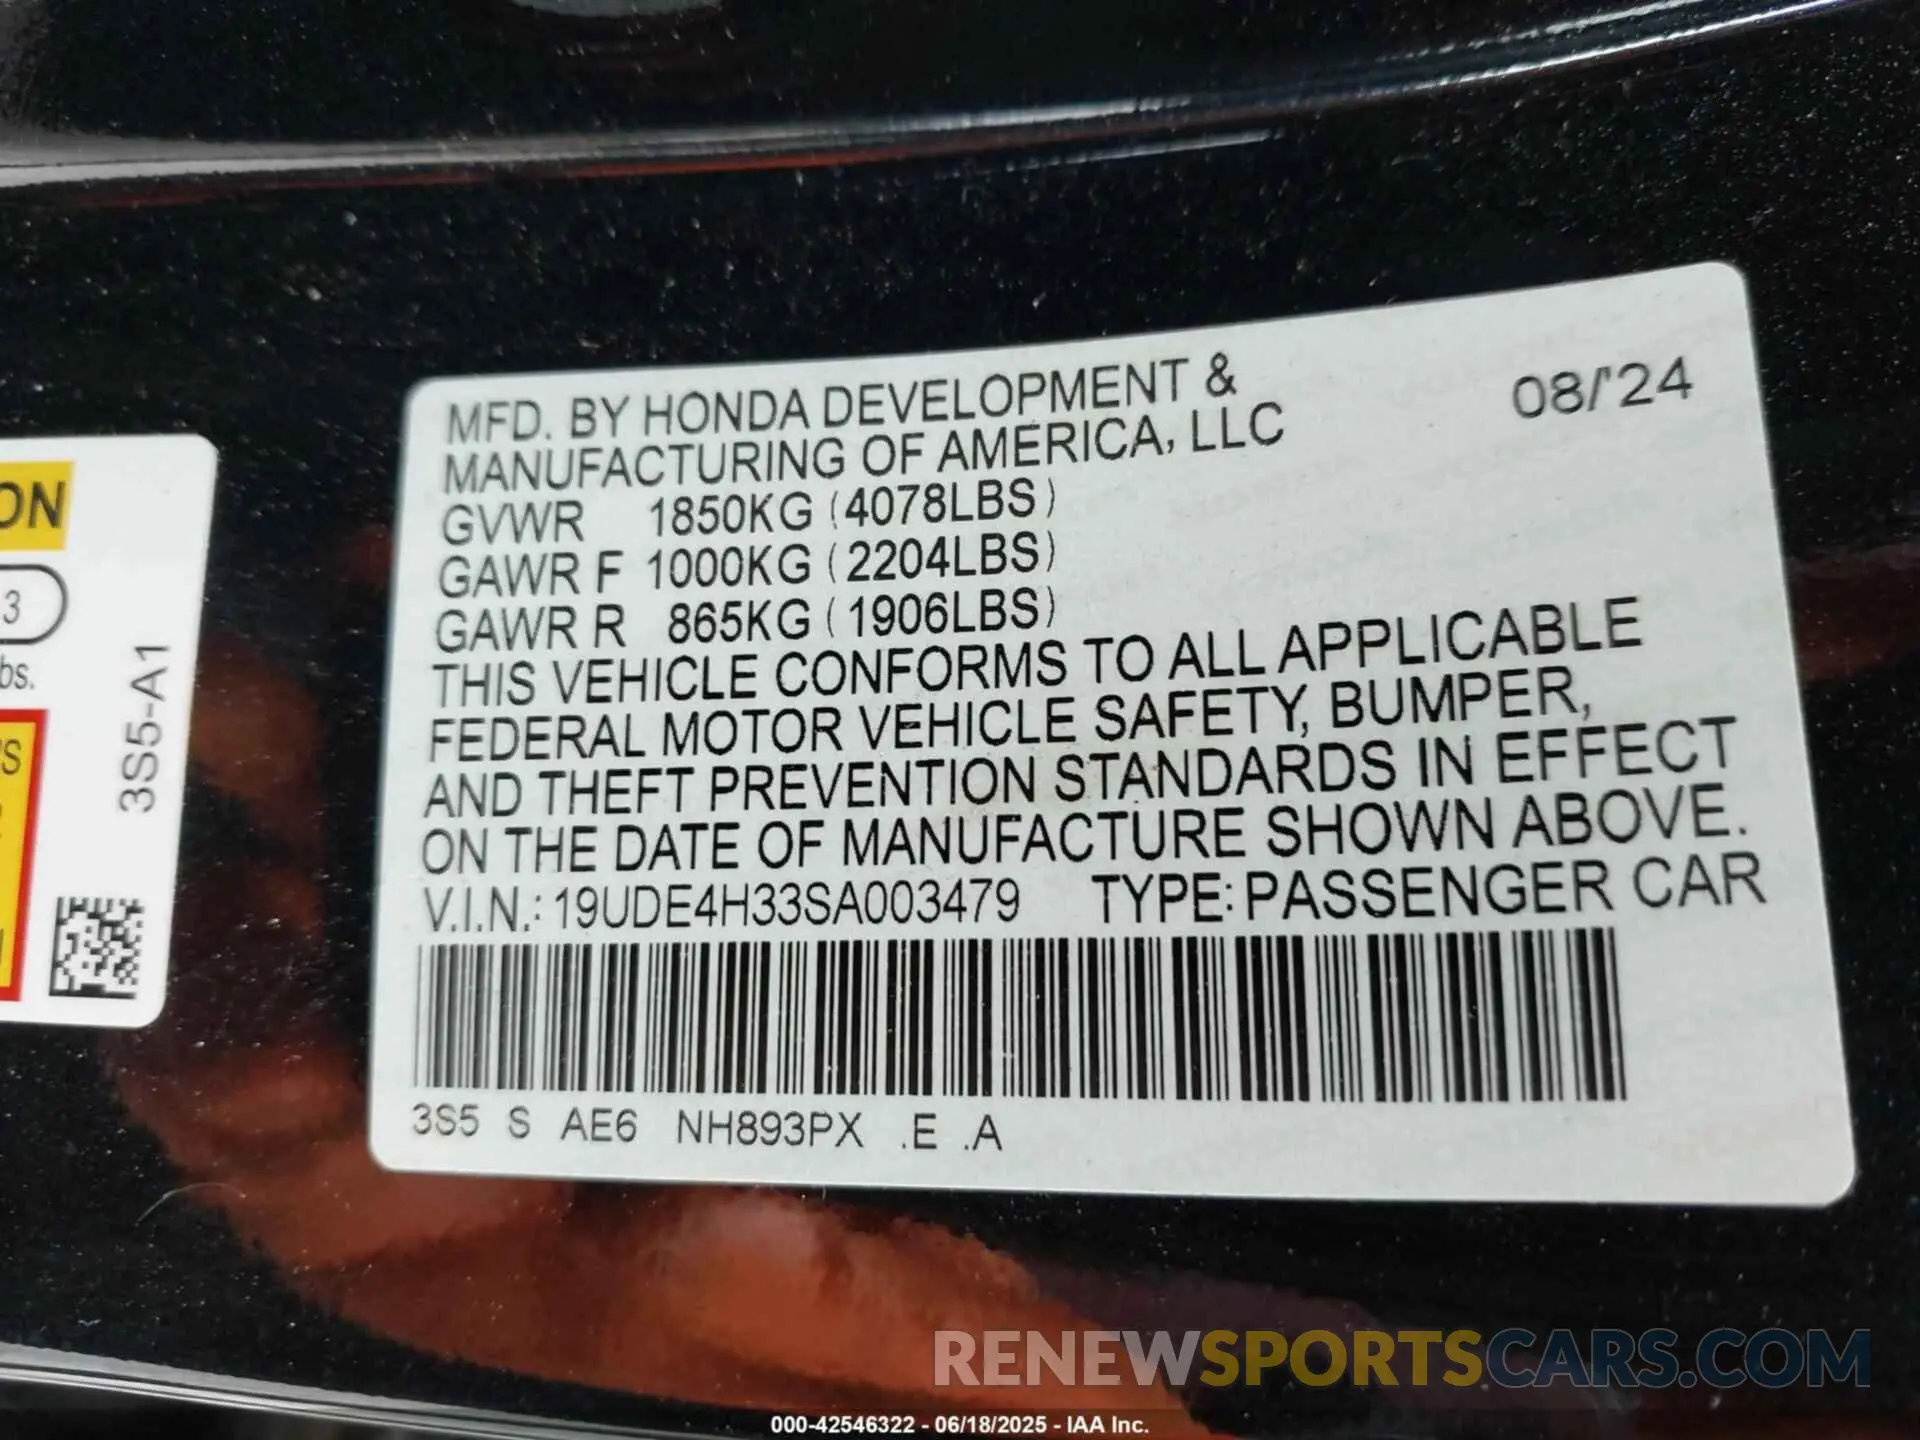 MFD. BY HONDA DEVELOPMENT &
MANUFACTURING OF AMERICA, LLC
08/'24
GVWR 1850KG (4078LBS)
GAWR F 1000KG (2204LBS)
GAWR R 865KG (1906LBS)
THIS VEHICLE CONFORMS TO ALL APPLICABLE
FEDERAL MOTOR VEHICLE SAFETY, BUMPER,
AND THEFT PREVENTION STANDARDS IN EFFECT
ON THE DATE OF MANUFACTURE SHOWN ABOVE.
V.I.N.: 19UDE4H33SA003479 TYPE: PASSENGER CAR
3S5 S AE6 NH893PX .E .A
ON
3
bs.
3S5-A1
RENEWSPORTSCARS.COM
000-42546322 - 06/18/2025 - IAA Inc.